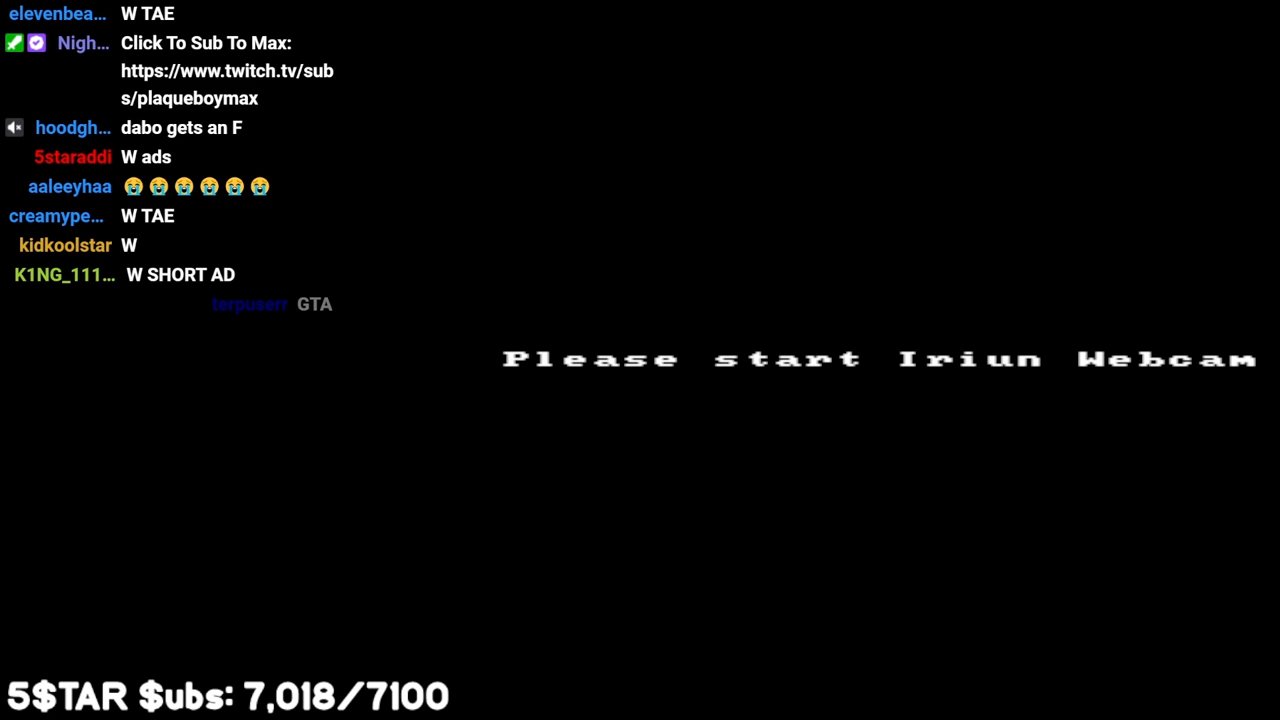 elevenbea... W TAE
Nigh... Click To Sub To Max:
https://www.twitch.tv/sub
s/plaqueboymax
hoodgh... dabo gets an F
5staraddi W ads
aaleeyhaa 😭😭😭😭😭😭
creamype... W TAE
kidkoolstar W
K1NG_111... W SHORT AD
terpuserr GTA
Please start Iriun Webcam
5$TAR $ubs: 7,018/7100